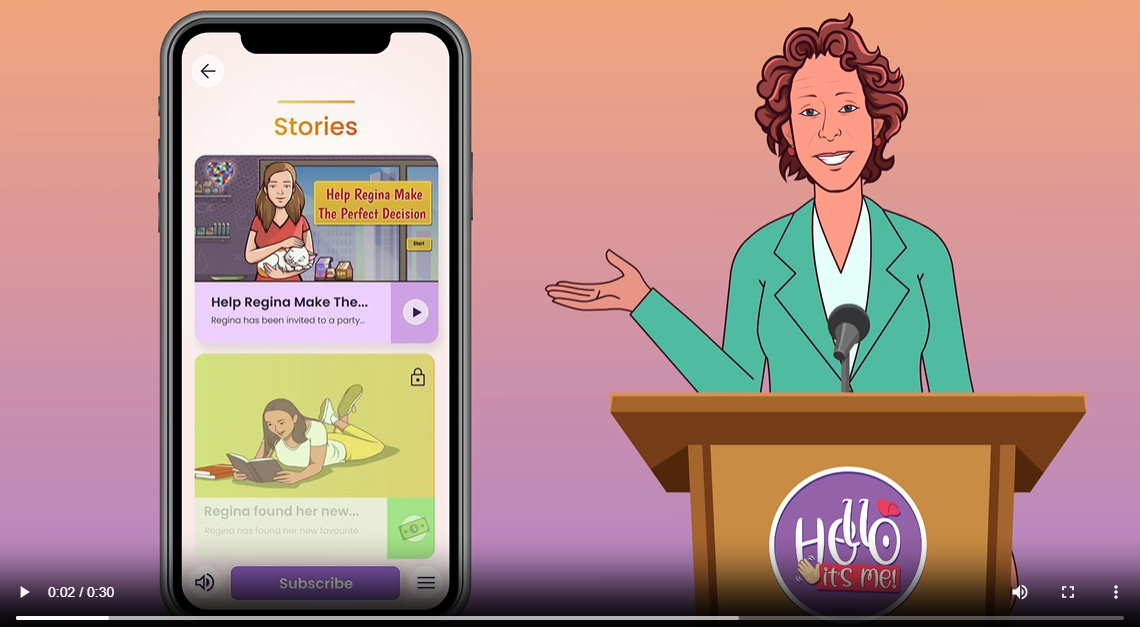 Stories
Help Regina Make
The Perfect Decision
Start
Help Regina Make The...
Regina has been invited to a party...
Regina found her new...
Regina has found her new favourite
Subscribe
HellO
it's me!
0:02 / 0:30